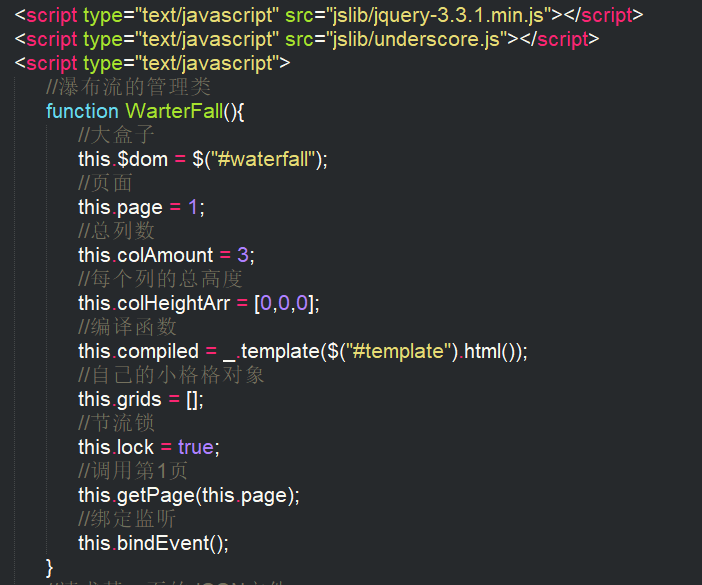 <script type="text/javascript" src="jslib/jquery-3.3.1.min.js"></script>
<script type="text/javascript" src="jslib/underscore.js"></script>
<script type="text/javascript">
//瀑布流的管理类
function WarterFall(){
//大盒子
this.$dom = $("#waterfall");
//页面
this.page = 1;
//总列数
this.colAmount = 3;
//每个列的总高度
this.colHeightArr = [0,0,0];
//编译函数
this.compiled = _.template($("#template").html());
//自己的小格格对象
this.grids = [];
//节流锁
this.lock = true;
//调用第1页
this.getPage(this.page);
//绑定监听
this.bindEvent();
}